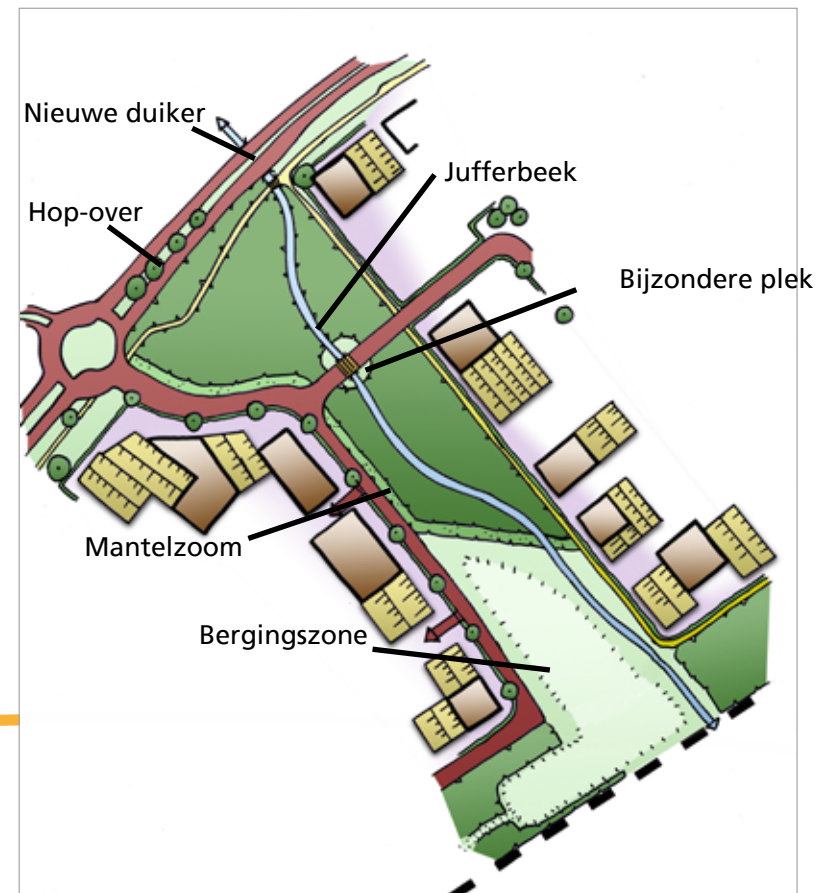 Nieuwe duiker
Jufferbeek
Hop-over
Bijzondere plek
Mantelzoom
Bergingszone